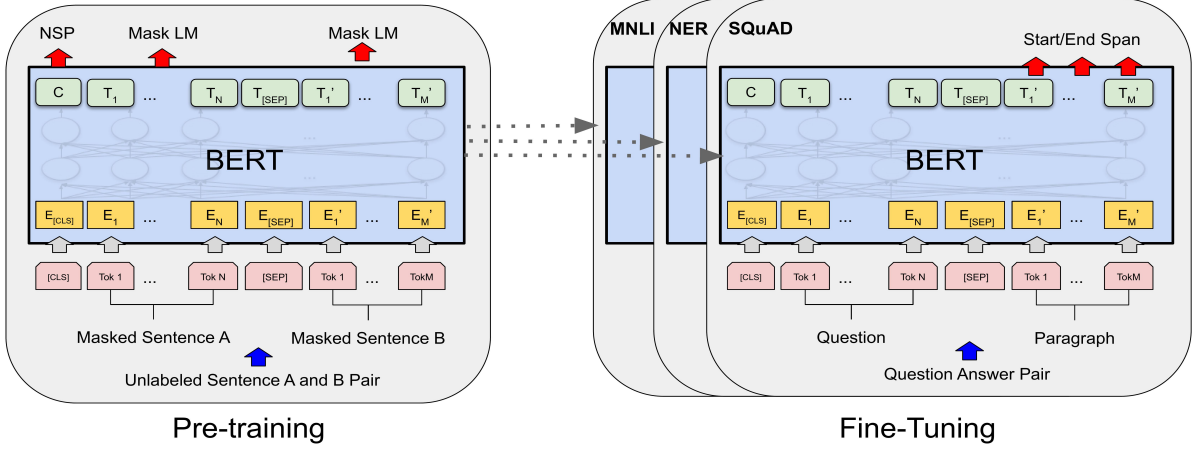 NSP Mask LM Mask LM
C T1 ... TN T[SEP] T1' ... TM'
BERT
E[CLS] E1 ... EN E[SEP] E1' ... EM'
[CLS] Tok 1 ... Tok N [SEP] Tok 1 ... TokM
Masked Sentence A Masked Sentence B
Unlabeled Sentence A and B Pair
Pre-training
MNLI NER SQuAD
Start/End Span
C T1 ... TN T[SEP] T1' ... TM'
BERT
E[CLS] E1 ... EN E[SEP] E1' ... EM'
[CLS] Tok 1 ... Tok N [SEP] Tok 1 ... TokM
Question Paragraph
Question Answer Pair
Fine-Tuning